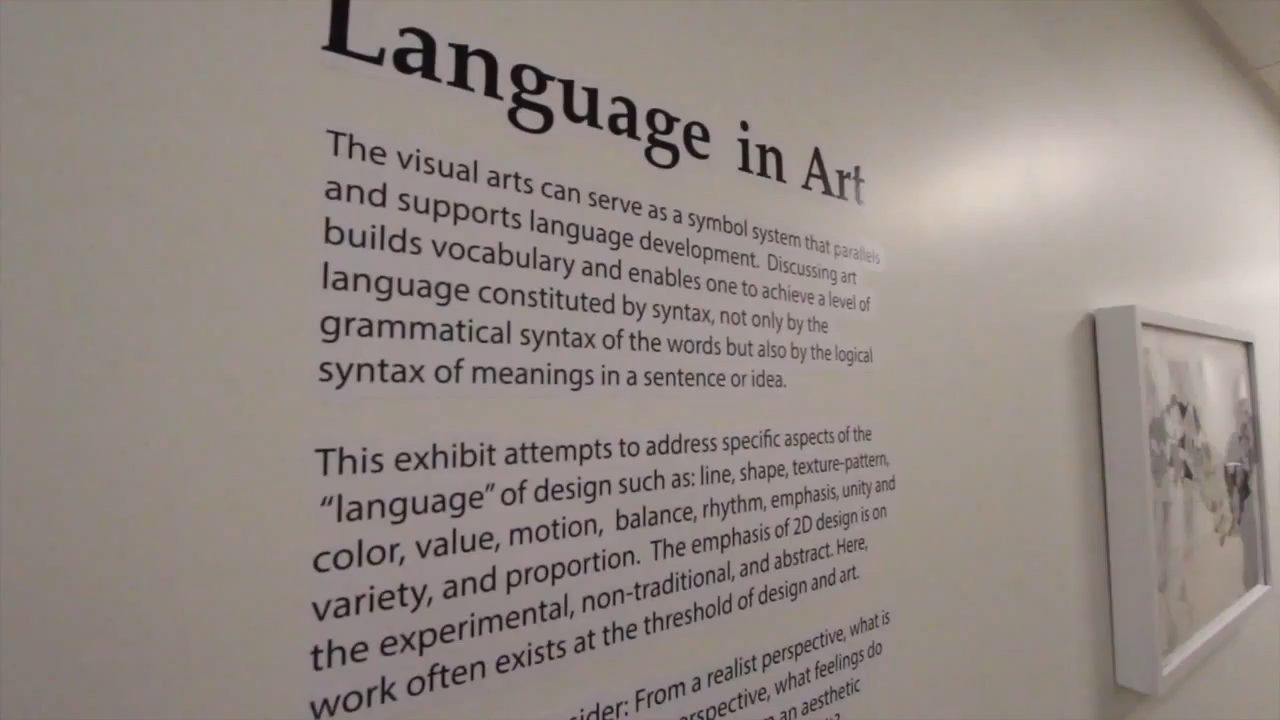 Language in Art
The visual arts can serve as a symbol system that parallels
and supports language development. Discussing art
builds vocabulary and enables one to achieve a level of
language constituted by syntax, not only by the
grammatical syntax of the words but also by the logical
syntax of meanings in a sentence or idea.
This exhibit attempts to address specific aspects of the
“language” of design such as: line, shape, texture-pattern,
color, value, motion, balance, rhythm, emphasis, unity and
variety, and proportion. The emphasis of 2D design is on
the experimental, non-traditional, and abstract. Here,
work often exists at the threshold of design and art.
From a realist perspective, what is
what feelings do
an aesthetic